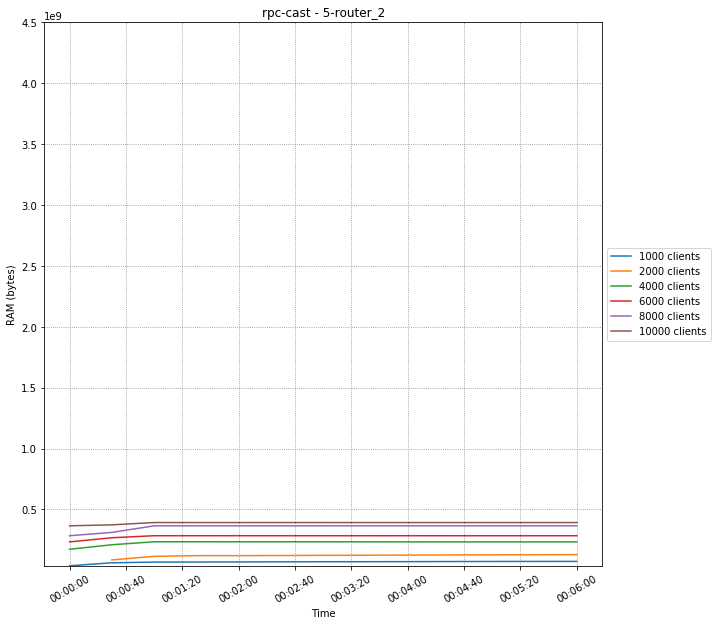 rpc-cast - 5-router_2
1e9
4.5
4.0
3.5
3.0
2.5
2.0
1.5
1.0
0.5
RAM (bytes)
00:00:00
00:00:40
00:01:20
00:02:00
00:02:40
00:03:20
00:04:00
00:04:40
00:05:20
00:06:00
Time
1000 clients
2000 clients
4000 clients
6000 clients
8000 clients
10000 clients